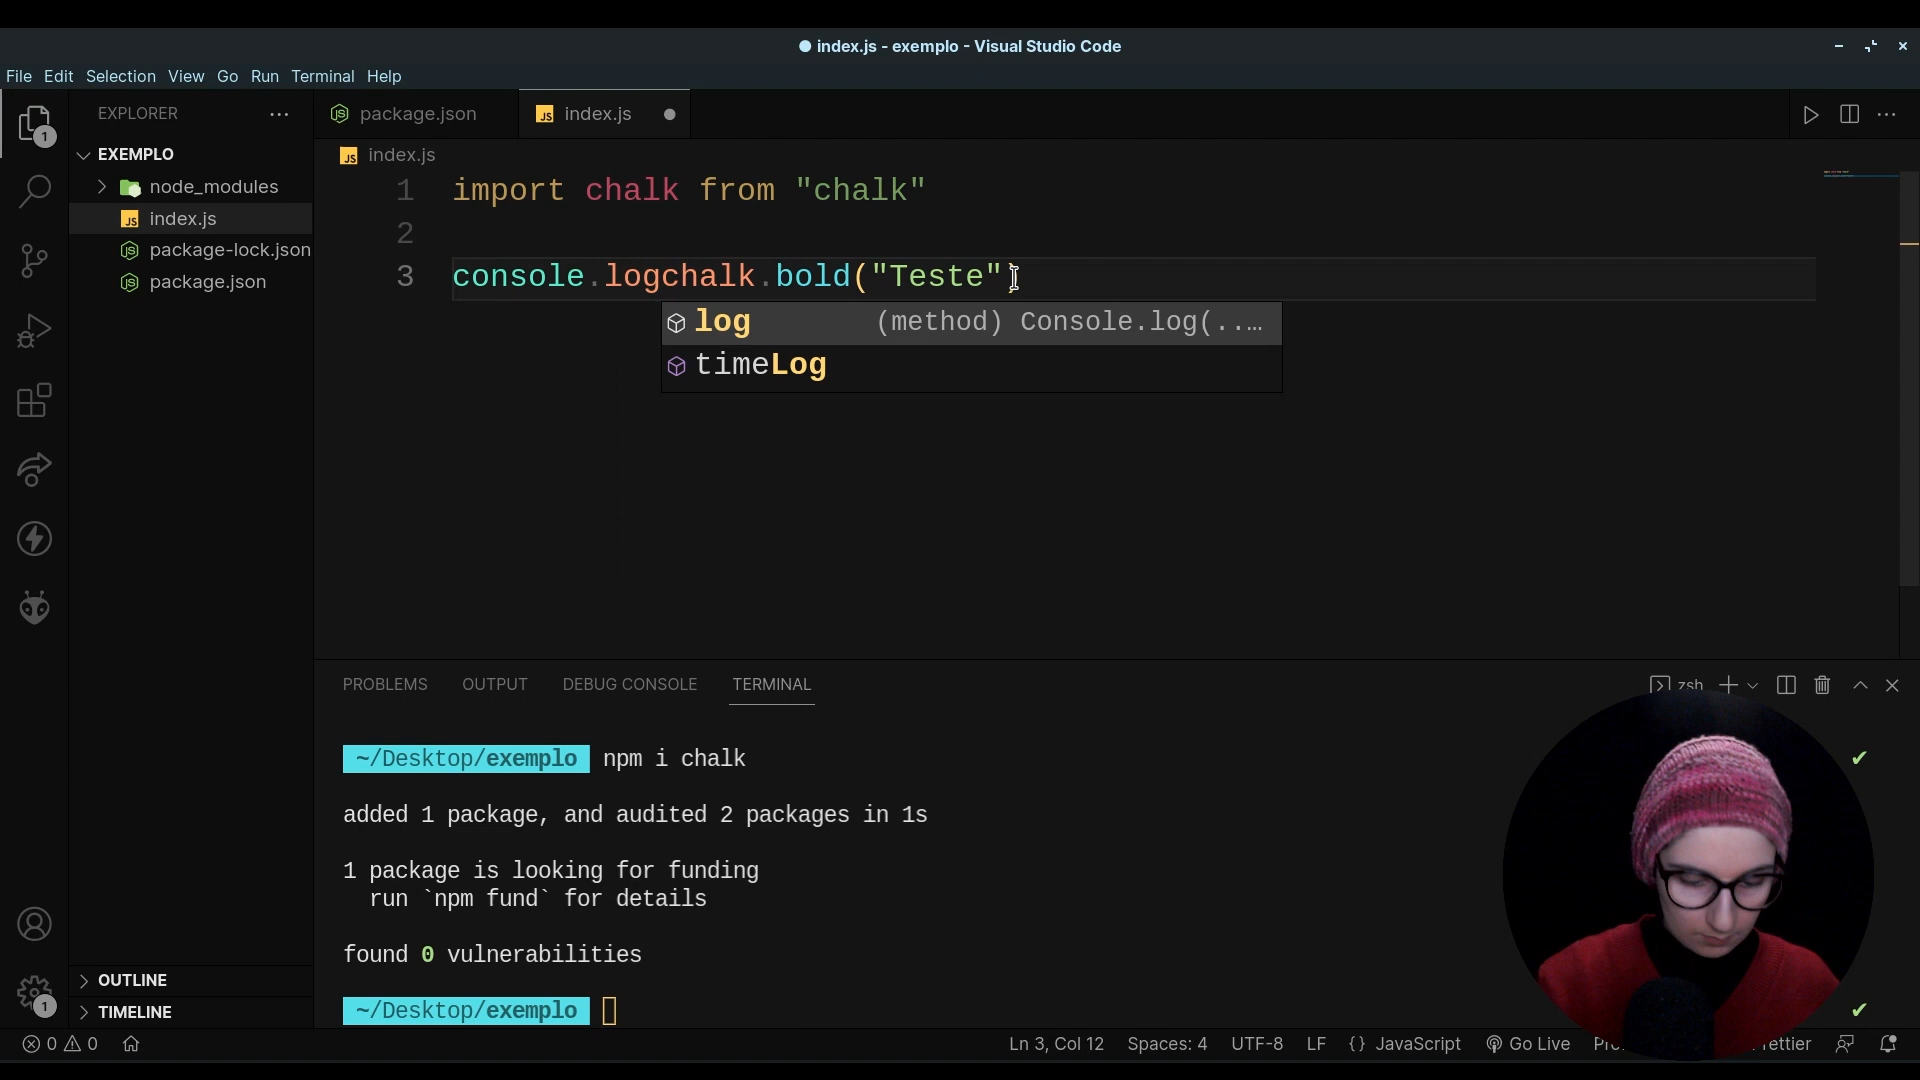 index.js - exemplo - Visual Studio Code
File Edit Selection View Go Run Terminal Help
EXPLORER
package.json
index.js
EXEMPLO
index.js
node_modules
index.js
package-lock.json
package.json
1 import chalk from "chalk"
2
3 console.logchalk.bold("Teste")
log (method) Console.log(..…
timeLog
PROBLEMS OUTPUT DEBUG CONSOLE TERMINAL
zsh
~/Desktop/exemplo npm i chalk
added 1 package, and audited 2 packages in 1s
1 package is looking for funding
run `npm fund` for details
found 0 vulnerabilities
~/Desktop/exemplo
OUTLINE
TIMELINE
1
1
0 0 Ln 3, Col 12 Spaces: 4 UTF-8 LF {} JavaScript Go Live